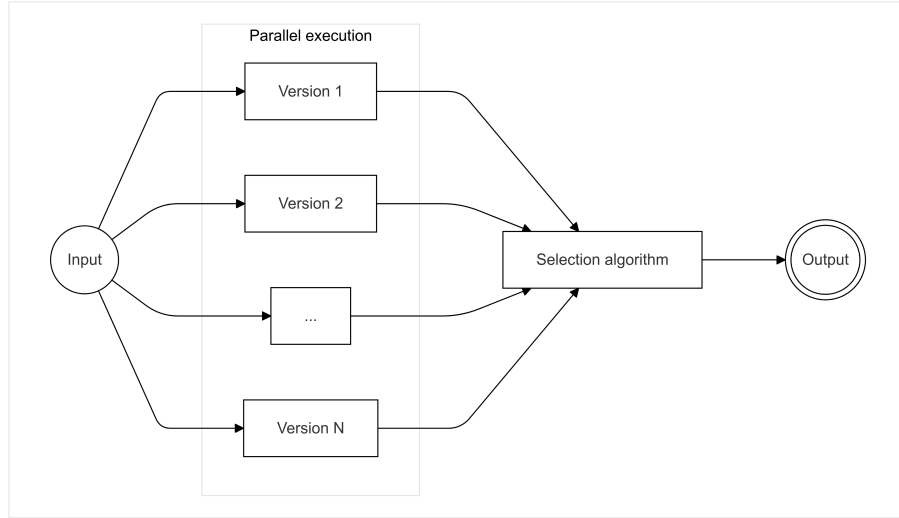 Parallel execution
Version 1
Version 2
Input
Selection algorithm
Output
...
Version N